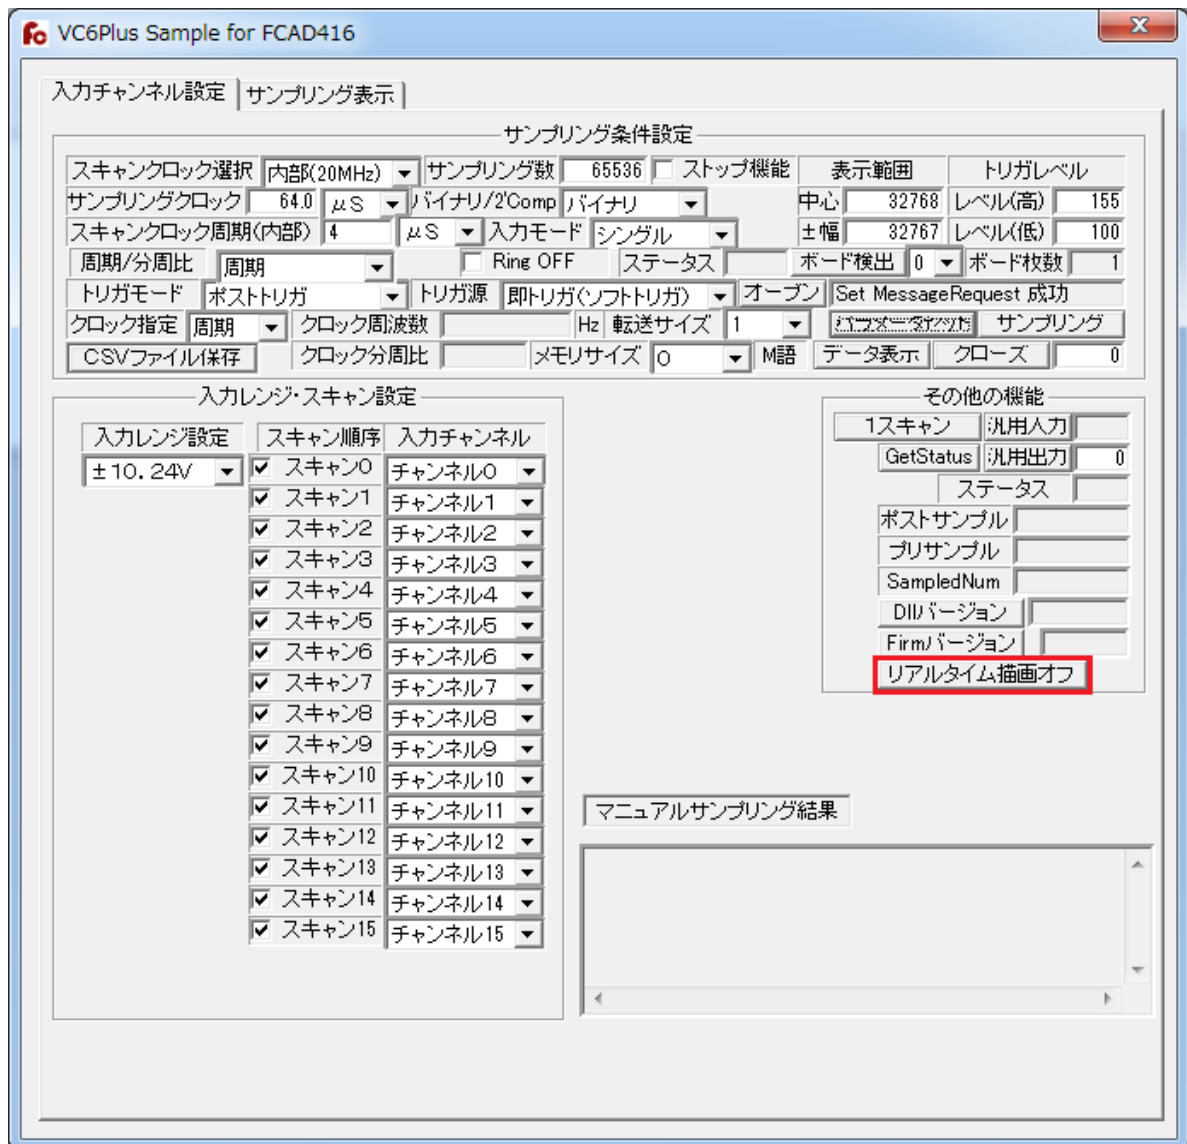 VC6Plus Sample for FCAD416
入力チャンネル設定 サンプリング表示
サンプリング条件設定
スキャンクロック選択 内部(20MHz) サンプリング数 65536 ストップ機能 表示範囲 トリガレベル
サンプリングクロック 64.0 μS バイナリ/2'Comp バイナリ 中心 32768 レベル(高) 155
スキャンクロック周期(内部) 4 μS 入力モード シングル ±幅 32767 レベル(低) 100
周期/分周比 周期 Ring OFF ステータス ボード検出 0 ボード枚数 1
トリガモード ポストトリガ トリガ源 即トリガ(ソフトトリガ) オープン Set MessageRequest 成功
クロック指定 周期 クロック周波数 Hz 転送サイズ 1 サンプリング
CSVファイル保存 クロック分周比 メモリサイズ 0 M語 データ表示 クローズ 0
入力レンジ・スキャン設定 その他の機能
入力レンジ設定 スキャン順序 入力チャンネル 1スキャン 汎用入力
±10.24V スキャン0 チャンネル0 GetStatus 汎用出力 0
スキャン1 チャンネル1 ステータス
スキャン2 チャンネル2 ポストサンプル
スキャン3 チャンネル3 プリサンプル
スキャン4 チャンネル4 SampledNum
スキャン5 チャンネル5 Dllバージョン
スキャン6 チャンネル6 Firmバージョン
スキャン7 チャンネル7 リアルタイム描画オフ
スキャン8 チャンネル8
スキャン9 チャンネル9
スキャン10 チャンネル10
スキャン11 チャンネル11 マニュアルサンプリング結果
スキャン12 チャンネル12
スキャン13 チャンネル13
スキャン14 チャンネル14
スキャン15 チャンネル15